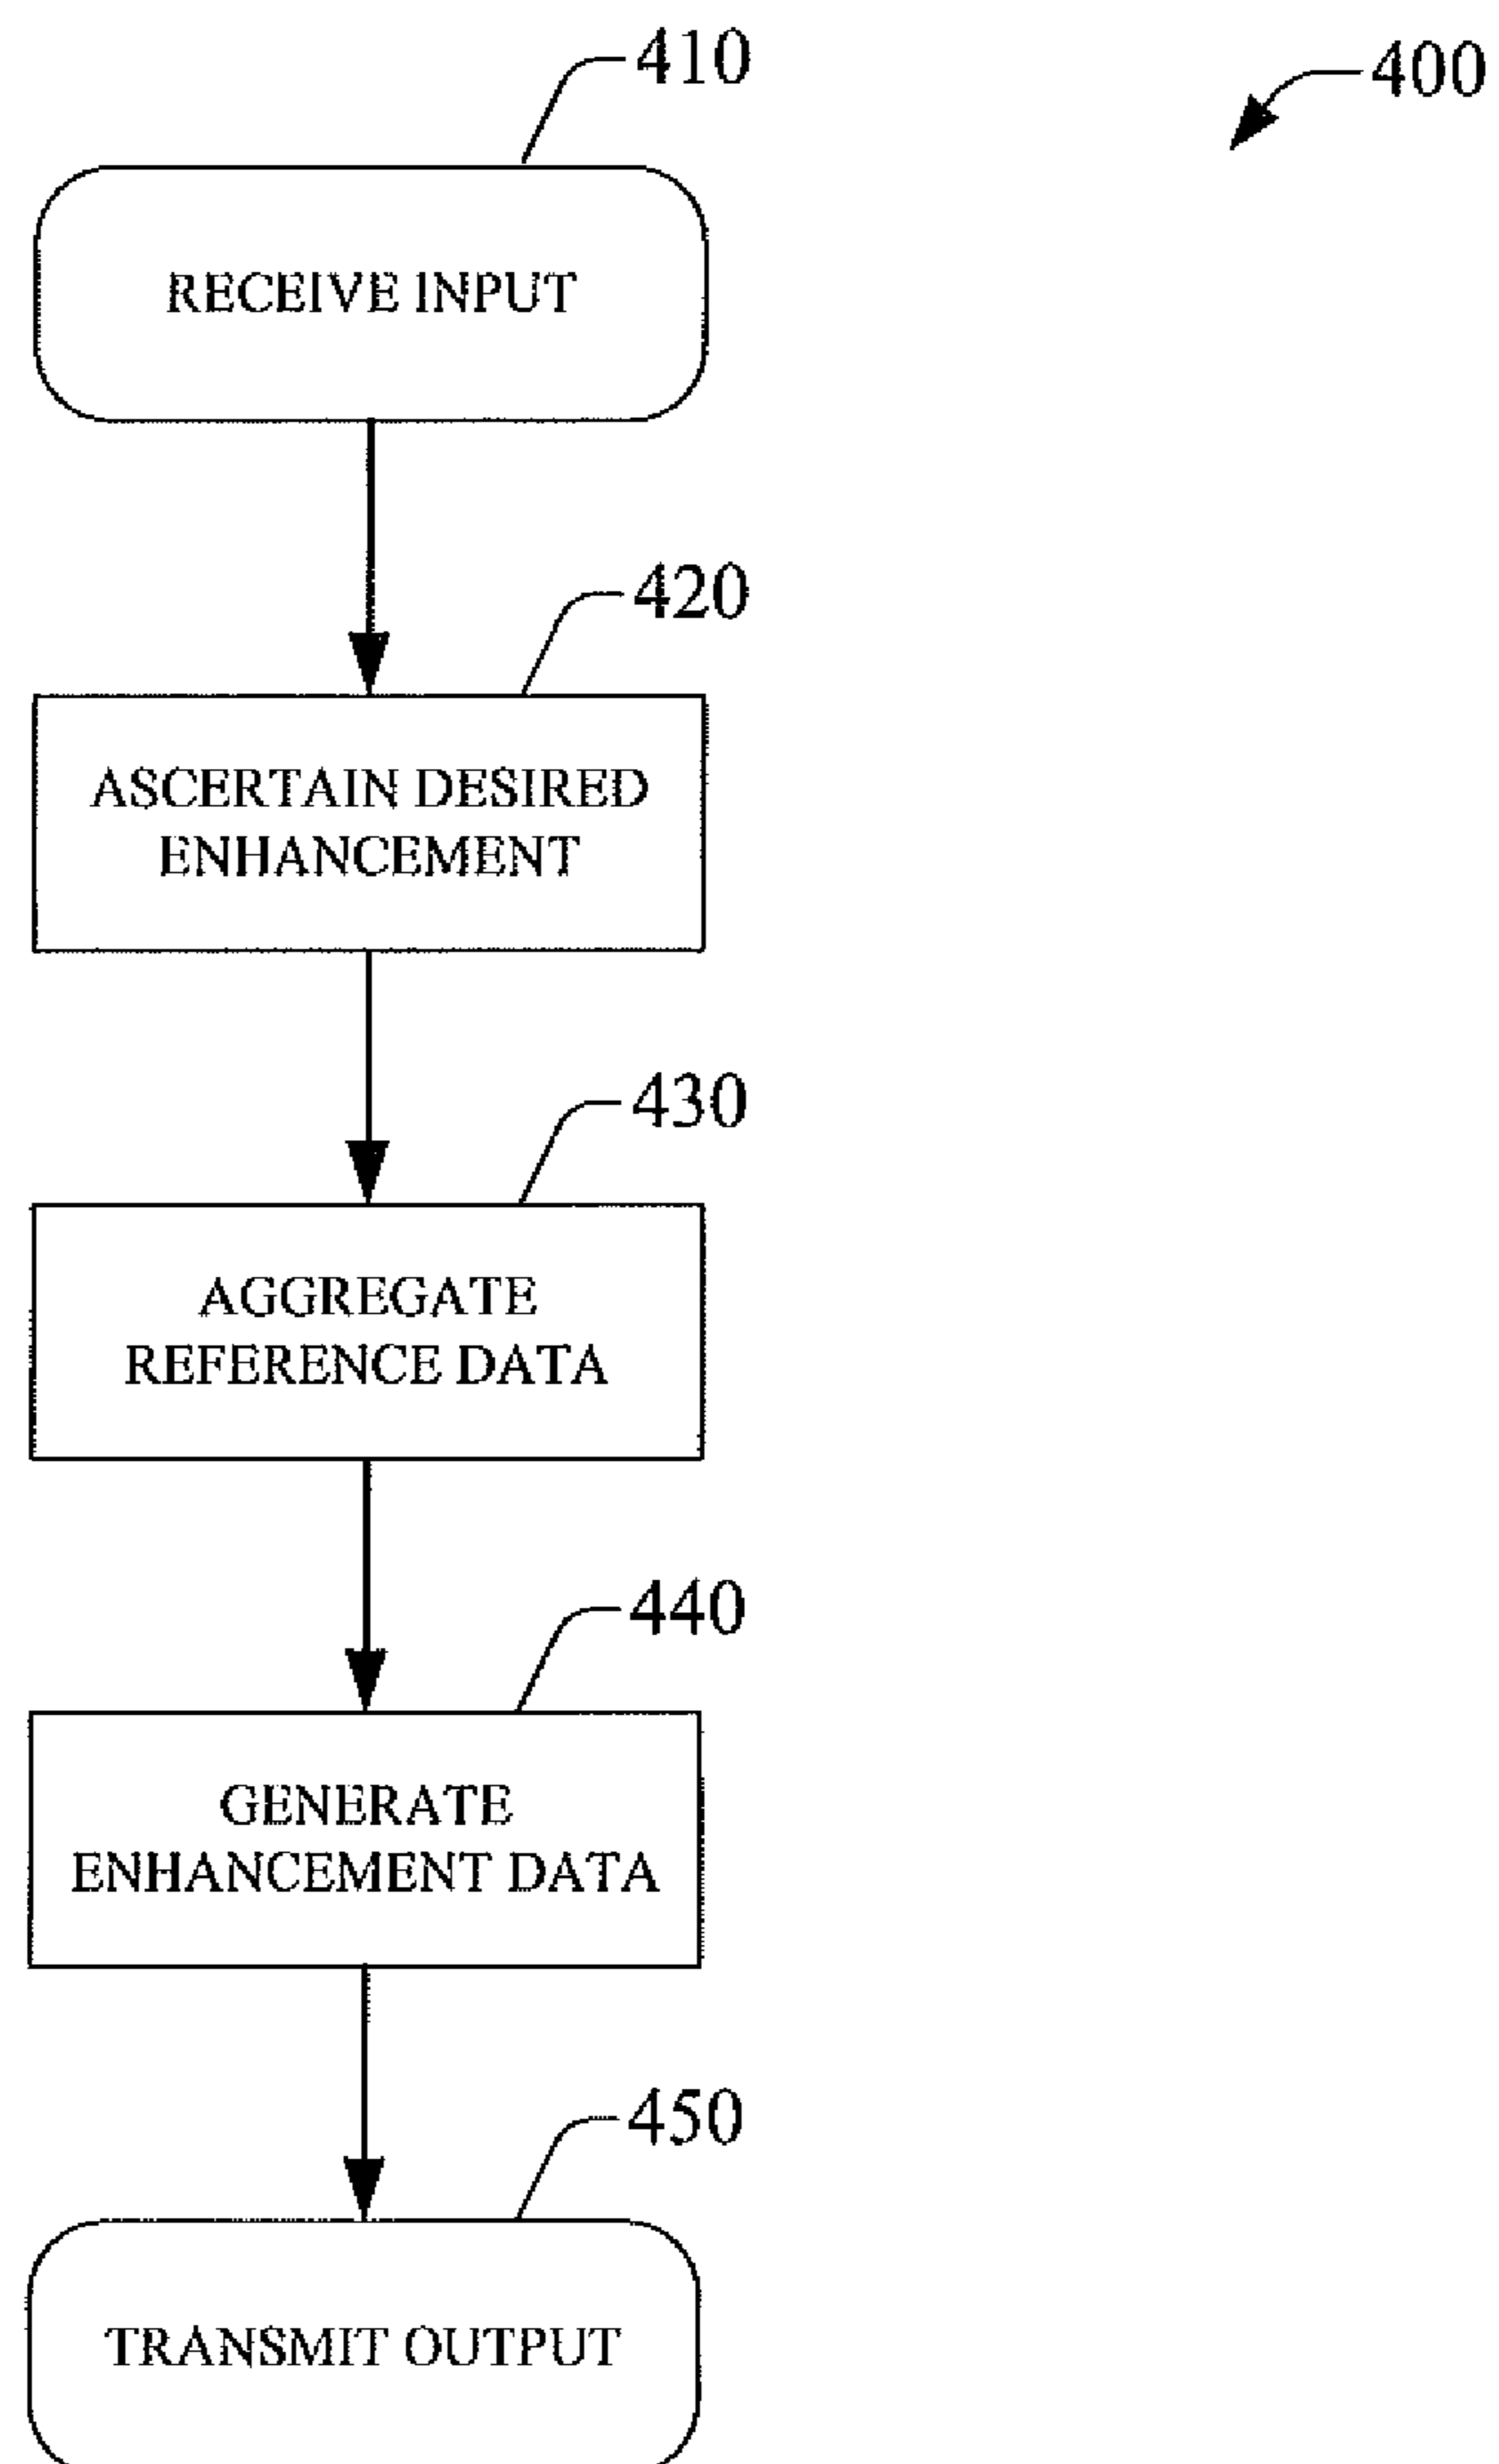 410
400
RECEIVE INPUT
420
ASCERTAIN DESIRED
ENHANCEMENT
430
AGGREGATE
REFERENCE DATA
440
GENERATE
ENHANCEMENT DATA
450
TRANSMIT OUTPUT